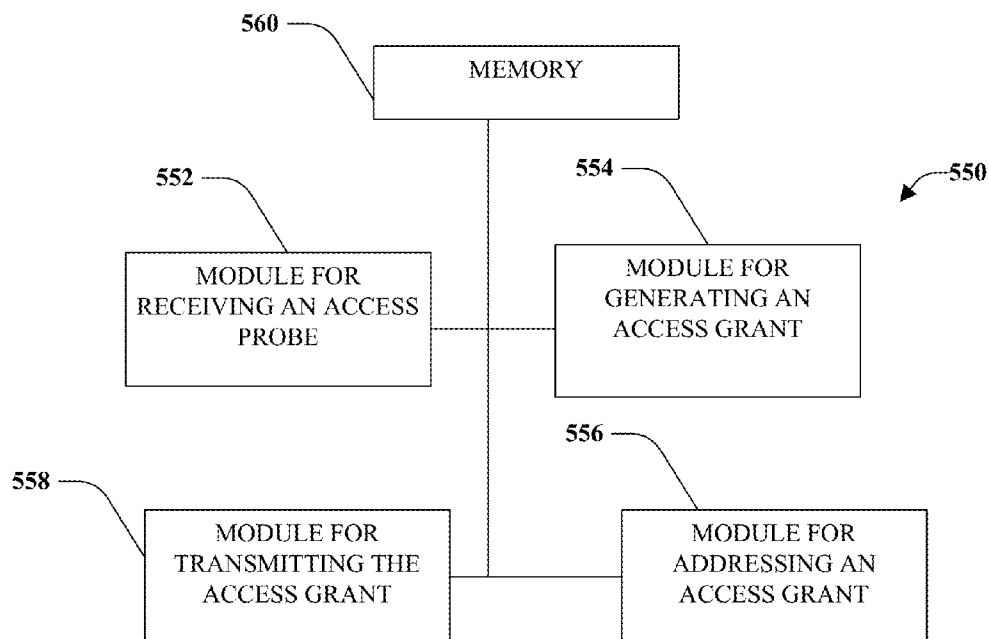 560
MEMORY
552
554
550
MODULE FOR
RECEIVING AN ACCESS
PROBE
MODULE FOR
GENERATING AN
ACCESS GRANT
558
556
MODULE FOR
TRANSMITTING THE
ACCESS GRANT
MODULE FOR
ADDRESSING AN
ACCESS GRANT